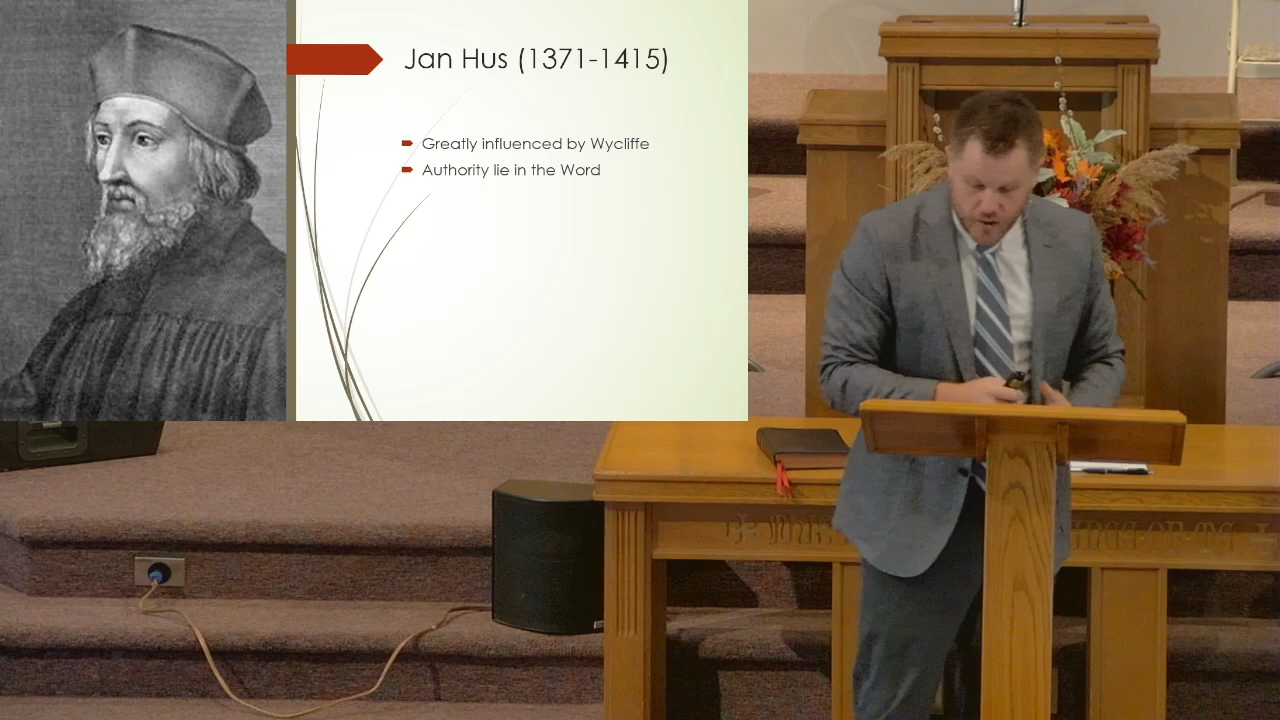 Jan Hus (1371-1415)
Greatly influenced by Wycliffe
Authority lie in the Word